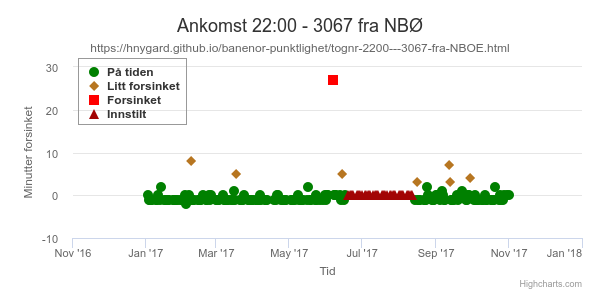 Ankomst 22:00 - 3067 fra NBØ
https://hnygard.github.io/banenor-punktlighet/tognr-2200---3067-fra-NBOE.html
På tiden
Litt forsinket
Forsinket
Innstilt
Minutter forsinket
30
20
10
0
-10
Nov '16
Jan '17
Mar '17
May '17
Jul '17
Sep '17
Nov '17
Jan '18
Tid
Highcharts.com